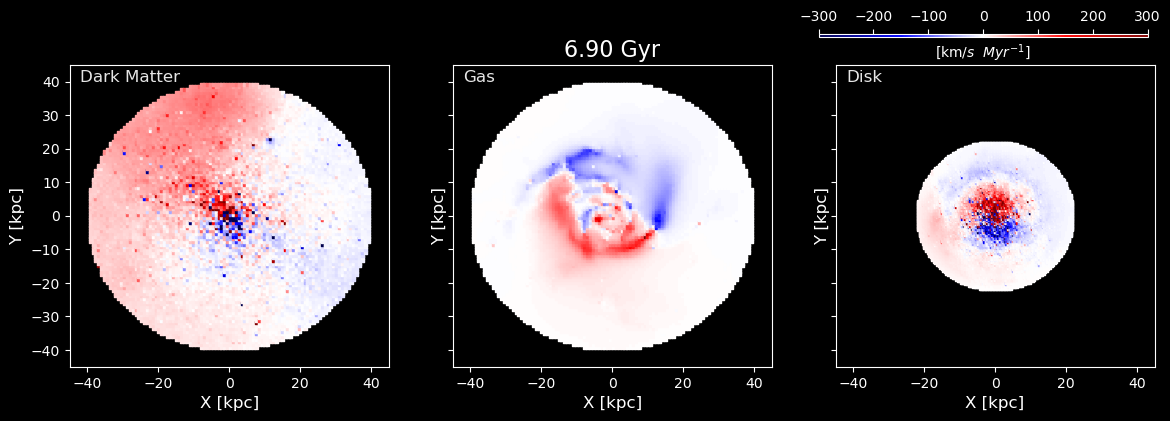 −300 −200 −100 0 100 200 300
[km/s Myr⁻¹]
6.90 Gyr
Dark Matter
Gas
Disk
40
30
20
10
0
−10
−20
−30
−40
Y [kpc]
Y [kpc]
Y [kpc]
−40 −20 0 20 40
−40 −20 0 20 40
−40 −20 0 20 40
X [kpc]
X [kpc]
X [kpc]